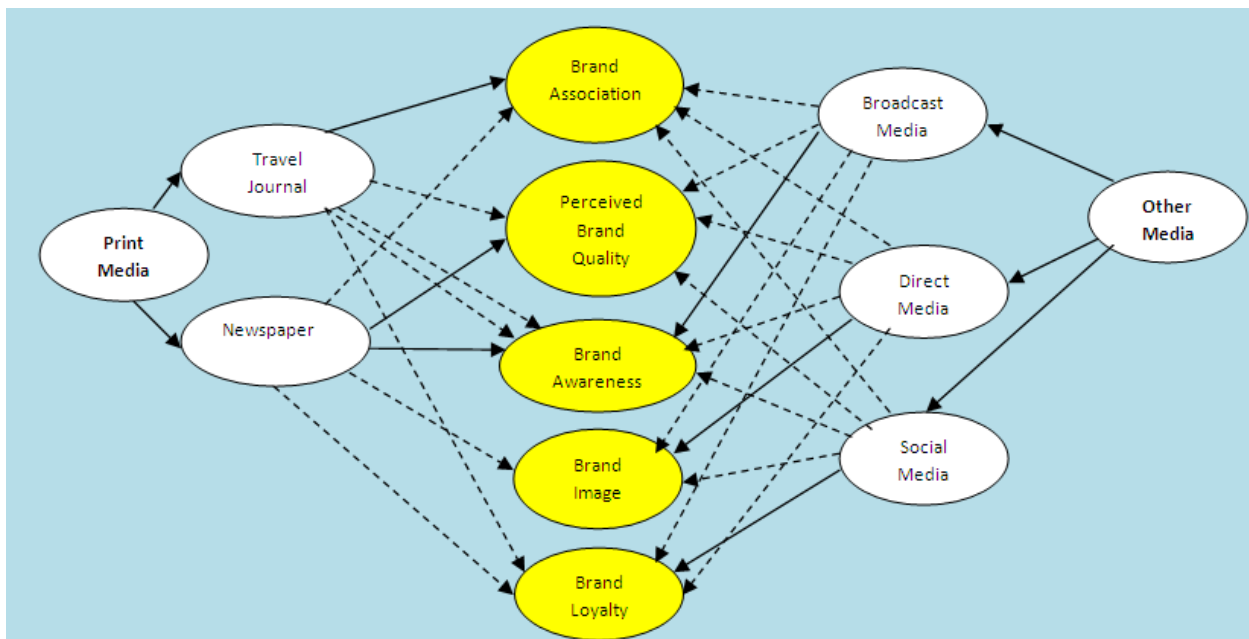 Brand
Association
Broadcast
Media
Travel
Journal
Perceived
Brand
Quality
Other
Media
Print
Media
Direct
Media
Newspaper
Brand
Awareness
Social
Media
Brand
Image
Brand
Loyalty